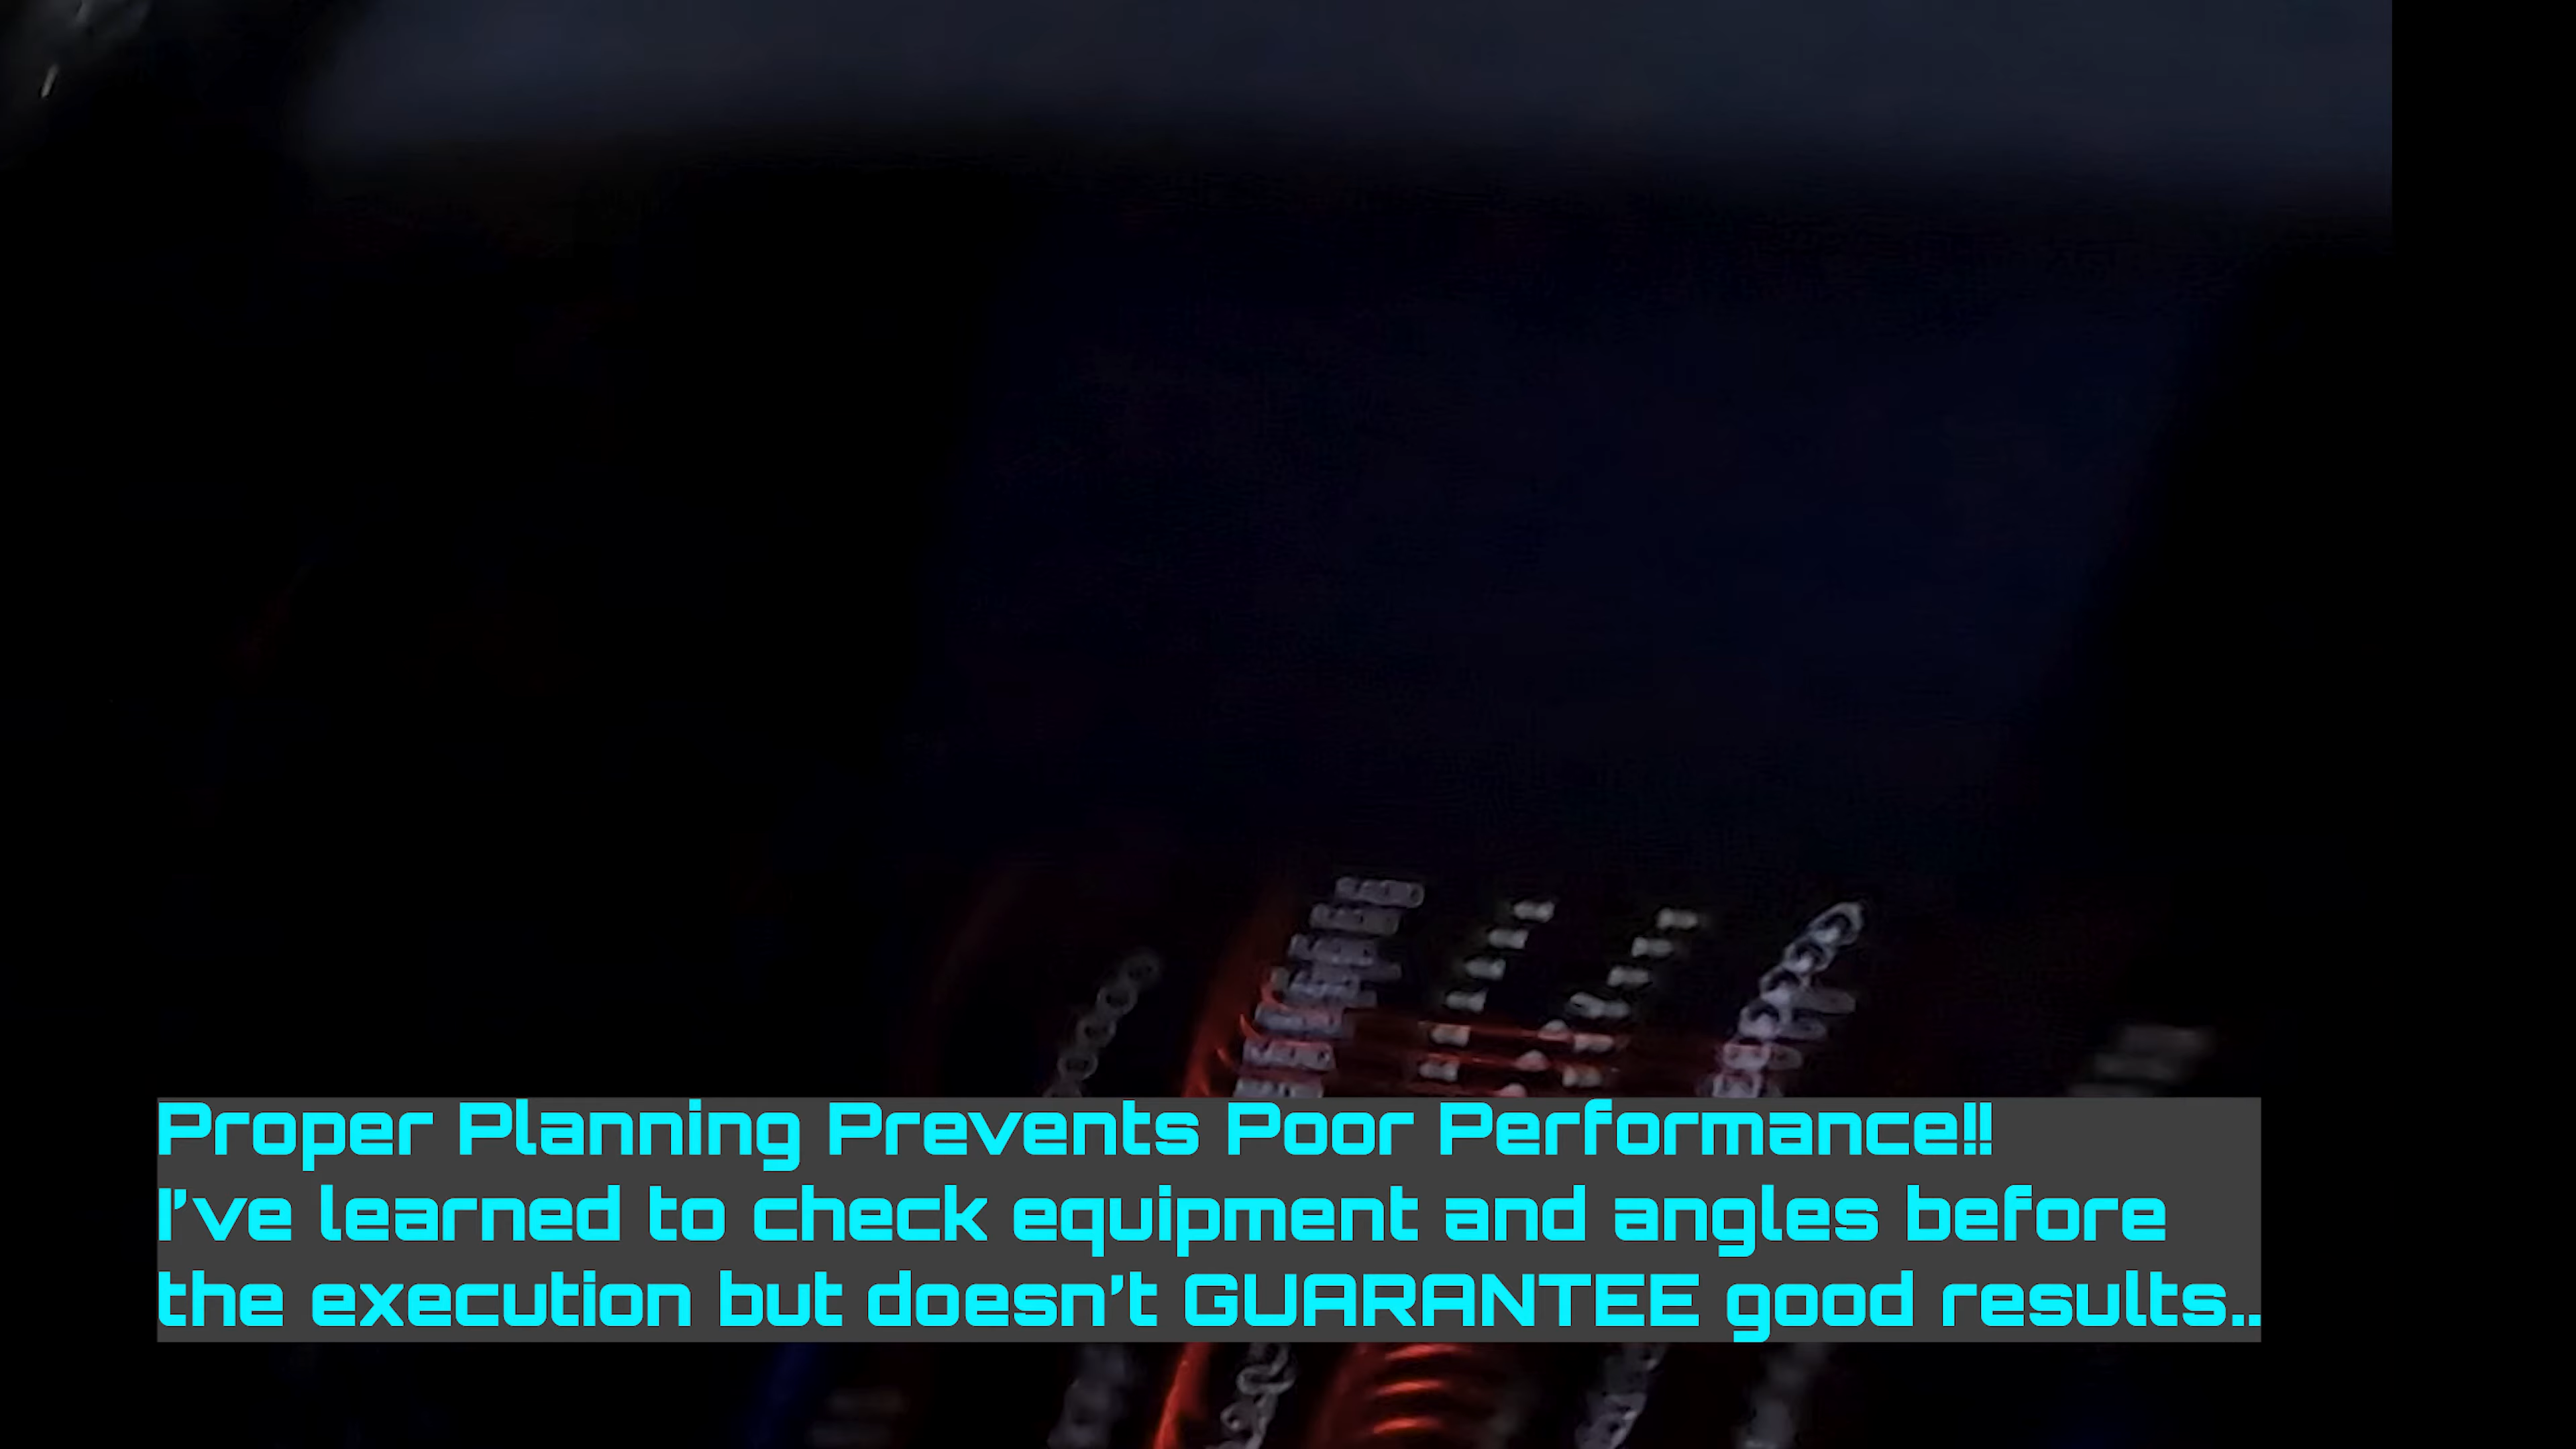 Proper Planning Prevents Poor Performance!!
I've learned to check equipment and angles before
the execution but doesn't GUARANTEE good results..